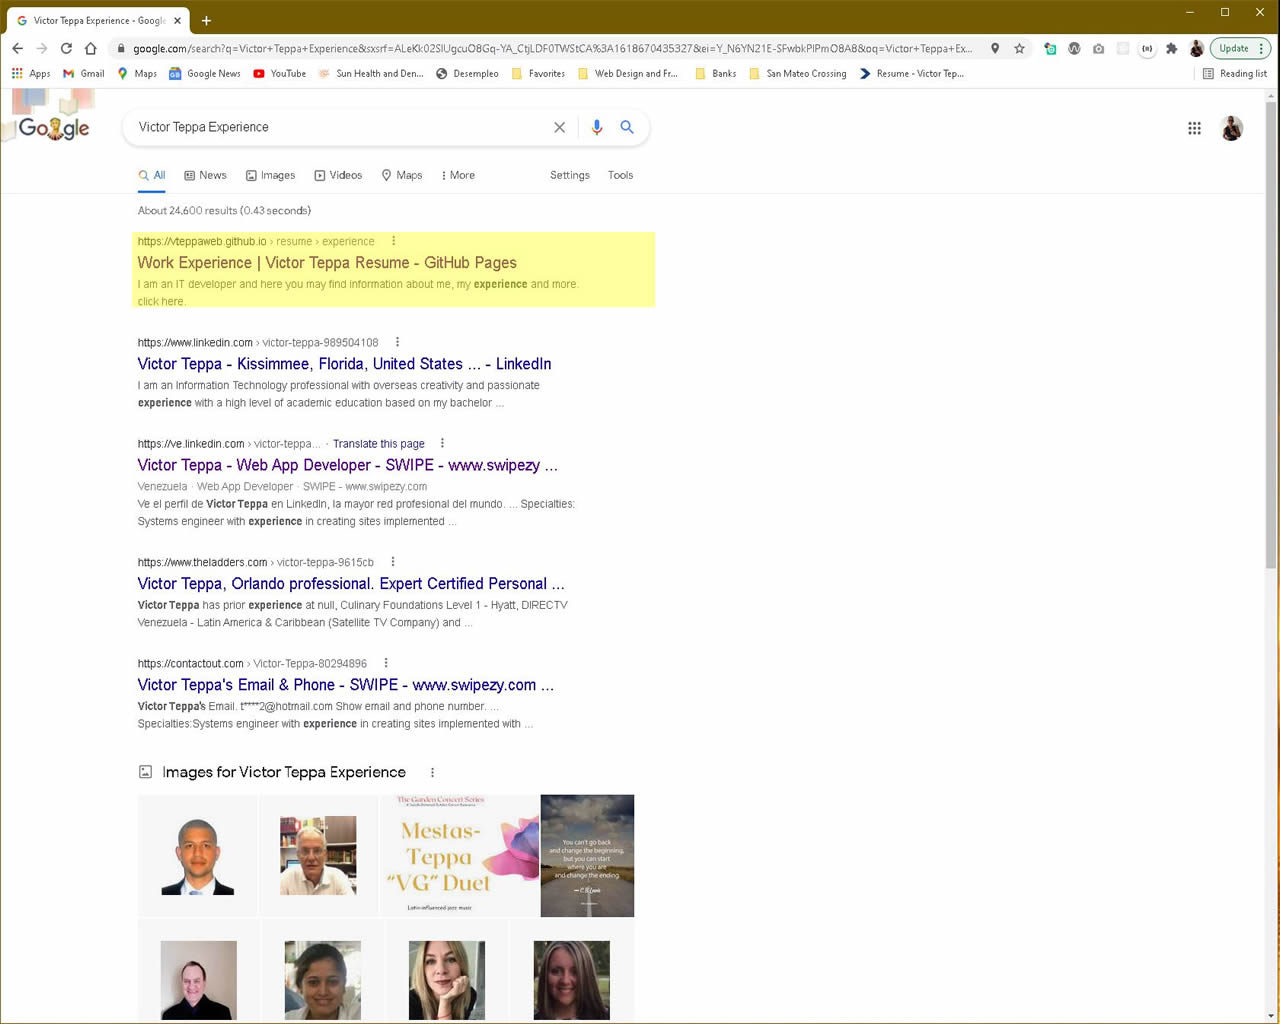 Victor Teppa Experience - Google
google.com/search?q=Victor+Teppa+Experience&sxsrf=ALeKk02SIUgcuO8Gq-YA_CtjLDF0TWStCA%3A1618670435327&ei=Y_N6YN21E-SFwbkPlPmO8A8&oq=Victor+Teppa+Ex...
Update
Apps
Gmail
Maps
Google News
YouTube
Sun Health and Den...
Desempleo
Favorites
Web Design and Fr...
Banks
San Mateo Crossing
Resume - Victor Tep...
Reading list
Google
Victor Teppa Experience
All
News
Images
Videos
Maps
More
Settings
Tools
About 24,600 results (0.43 seconds)
https://vteppaweb.github.io › resume › experience
Work Experience | Victor Teppa Resume - GitHub Pages
I am an IT developer and here you may find information about me, my experience and more.
click here.
https://www.linkedin.com › victor-teppa-989504108
Victor Teppa - Kissimmee, Florida, United States ... - LinkedIn
I am an Information Technology professional with overseas creativity and passionate
experience with a high level of academic education based on my bachelor ...
https://ve.linkedin.com › victor-teppa... · Translate this page
Victor Teppa - Web App Developer - SWIPE - www.swipezy ...
Venezuela · Web App Developer · SWIPE - www.swipezy.com
Ve el perfil de Victor Teppa en LinkedIn, la mayor red profesional del mundo. ... Specialties:
Systems engineer with experience in creating sites implemented ...
https://www.theladders.com › victor-teppa-9615cb
Victor Teppa, Orlando professional. Expert Certified Personal ...
Victor Teppa has prior experience at null, Culinary Foundations Level 1 - Hyatt, DIRECTV
Venezuela - Latin America & Caribbean (Satellite TV Company) and ...
https://contactout.com › Victor-Teppa-80294896
Victor Teppa's Email & Phone - SWIPE - www.swipezy.com ...
Victor Teppa's Email. t****2@hotmail.com Show email and phone number. ...
Specialties:Systems engineer with experience in creating sites implemented with ...
Images for Victor Teppa Experience
The Garden Concert Series
Mestas-
Teppa
"VG" Duet
Latin-influenced jazz music
You can't go back
and change the beginning,
but you can start
where you are
and change the ending.